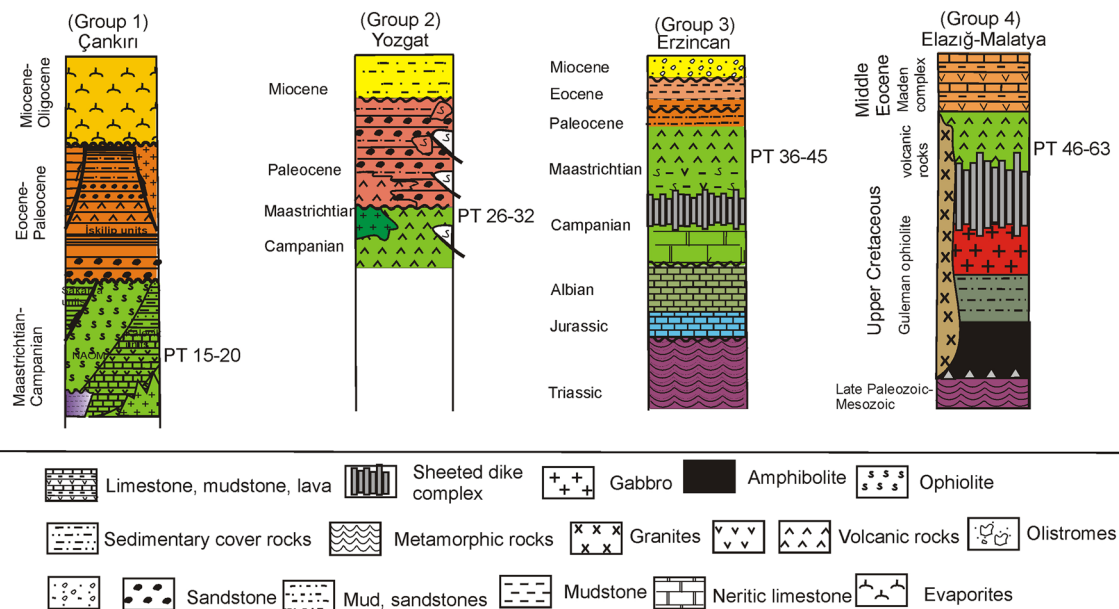 (Group 1)
Çankırı
(Group 2)
Yozgat
(Group 3)
Erzincan
(Group 4)
Elazığ-Malatya
Miocene-
Oligocene
Eocene-
Paleocene
Maastrichtian-
Campanian
İskilip units
Sakarya
units
NAOM
PT 15-20
Miocene
Paleocene
Maastrichtian
Campanian
PT 26-32
Miocene
Eocene
Paleocene
Maastrichtian
Campanian
Albian
Jurassic
Triassic
PT 36-45
Middle
Eocene
Maden
complex
volcanic
rocks
Upper Cretaceous
Guleman ophiolite
Late Paleozoic-
Mesozoic
PT 46-63
Limestone, mudstone, lava
Sheeted dike
complex
Gabbro
Amphibolite
Ophiolite
Sedimentary cover rocks
Metamorphic rocks
Granites
Volcanic rocks
Olistromes
Sandstone
Mud, sandstones
Mudstone
Neritic limestone
Evaporites